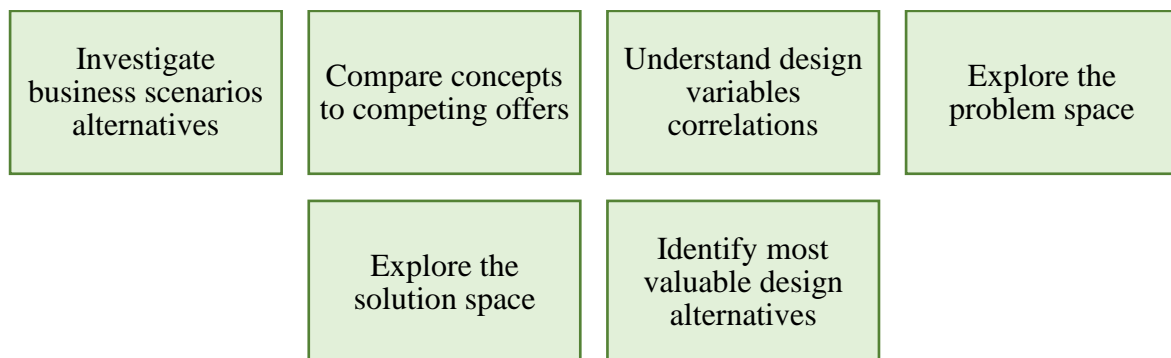 Investigate
business scenarios
alternatives
Compare concepts
to competing offers
Understand design
variables
correlations
Explore the
problem space
Explore the
solution space
Identify most
valuable design
alternatives